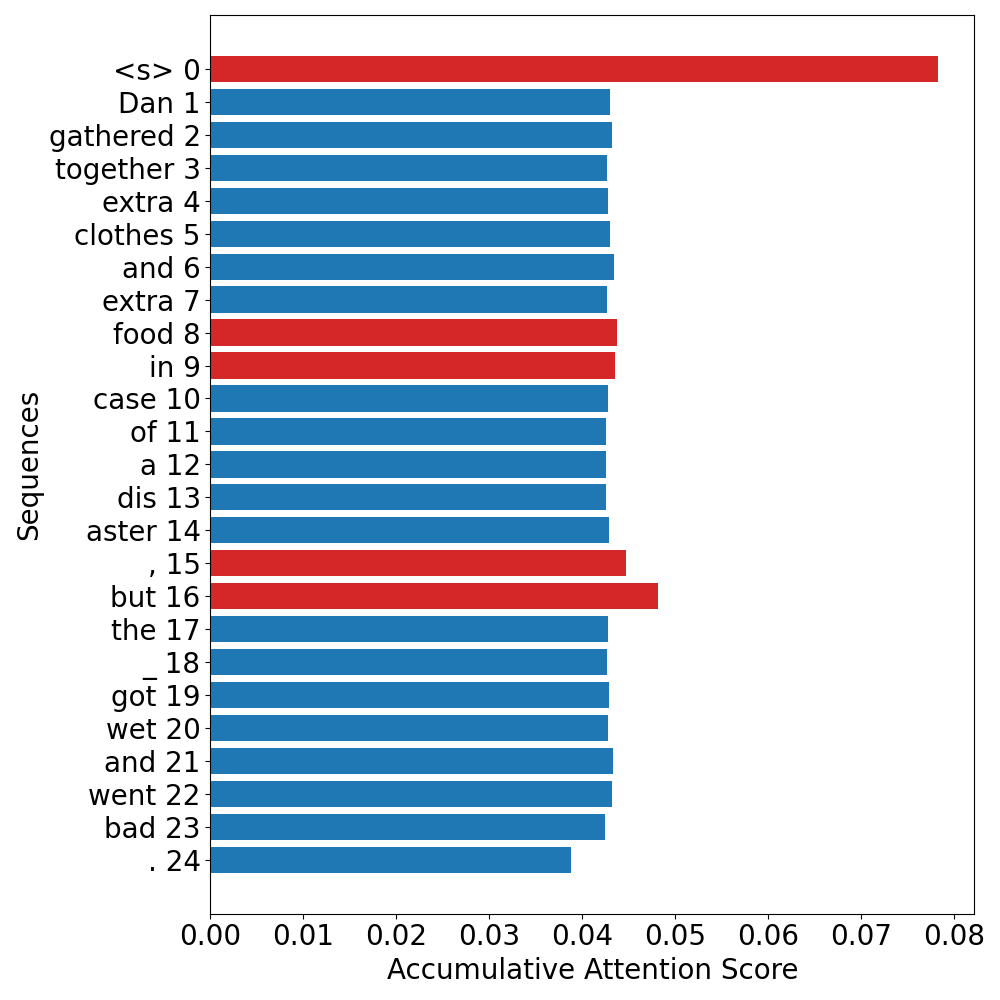 <s> 0
Dan 1
gathered 2
together 3
extra 4
clothes 5
and 6
extra 7
food 8
in 9
case 10
of 11
a 12
dis 13
aster 14
, 15
but 16
the 17
_ 18
got 19
wet 20
and 21
went 22
bad 23
. 24
Sequences
0.00 0.01 0.02 0.03 0.04 0.05 0.06 0.07 0.08
Accumulative Attention Score